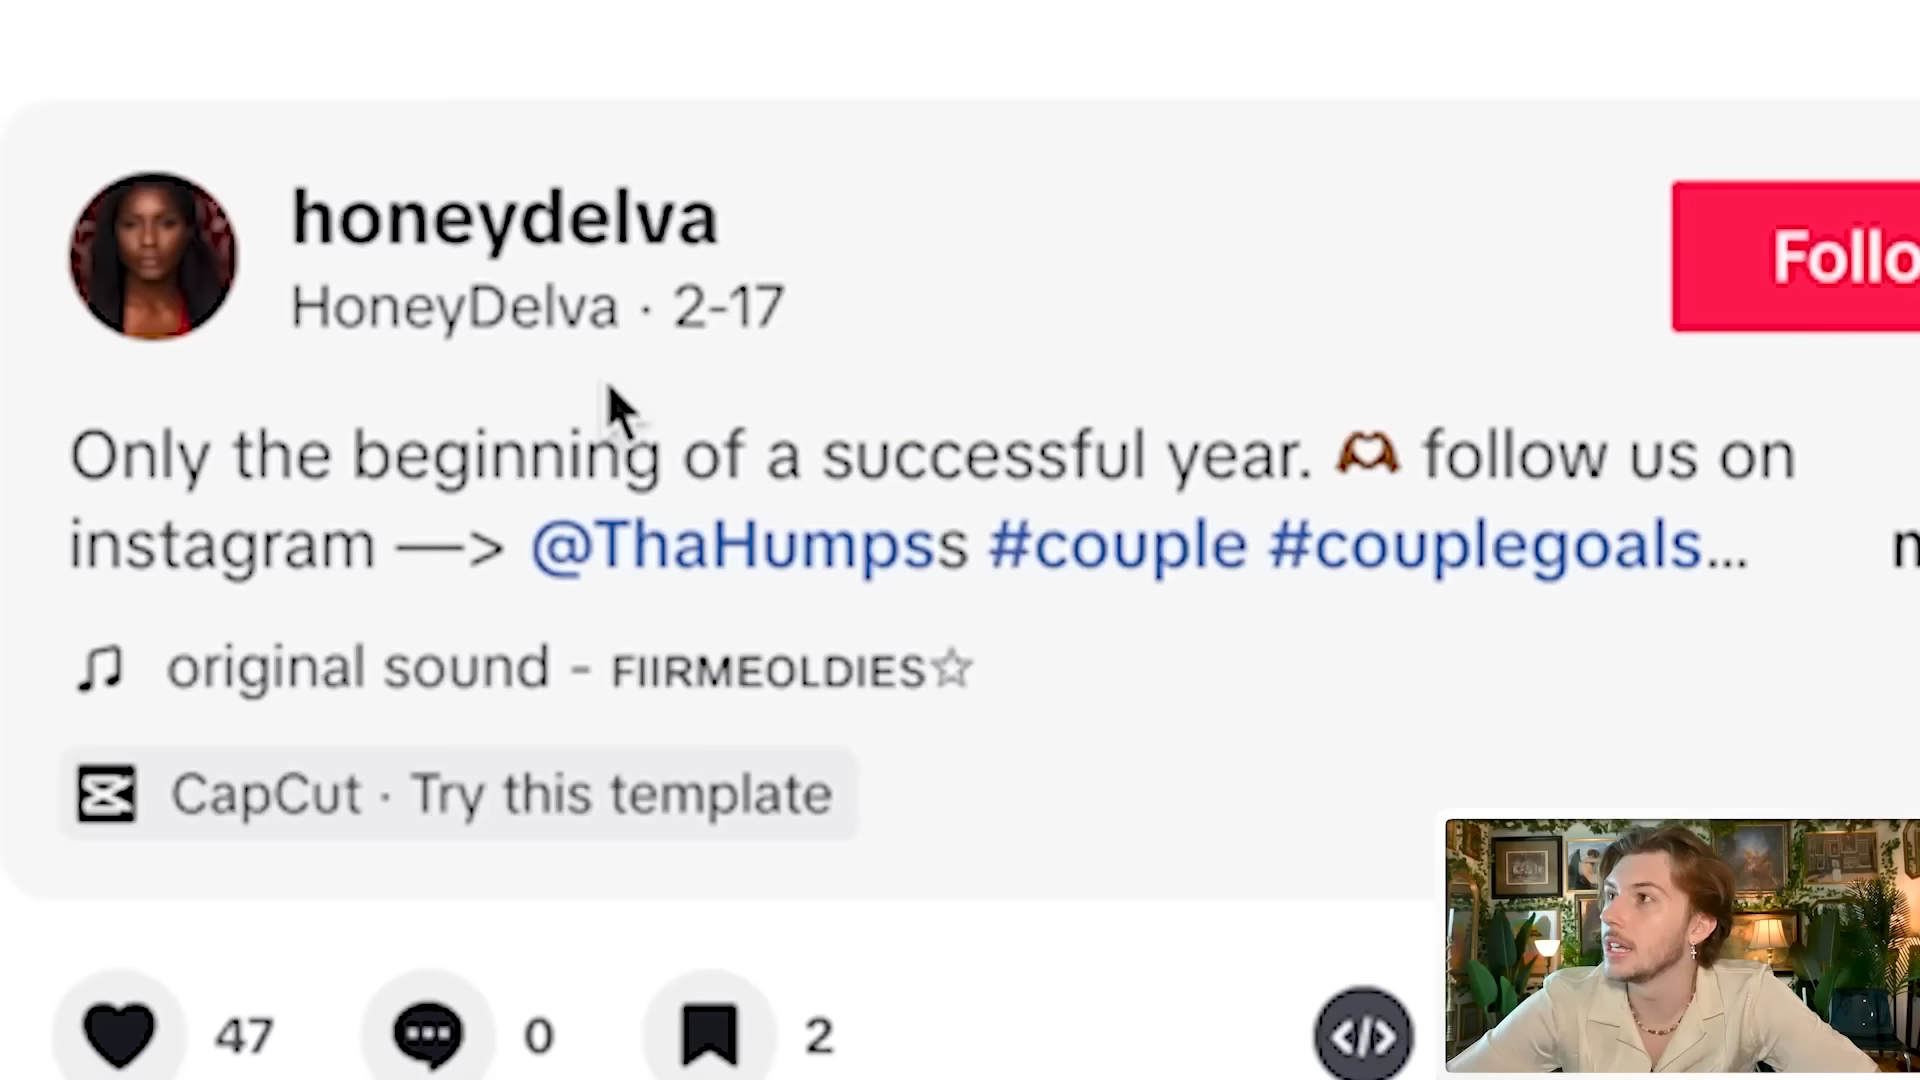 honeydelva
HoneyDelva · 2-17
Follo
Only the beginning of a successful year. 🫶🏾 follow us on
instagram —> @ThaHumpss #couple #couplegoals...
original sound - FIIRMEOLDIES☆
CapCut · Try this template
47
0
2